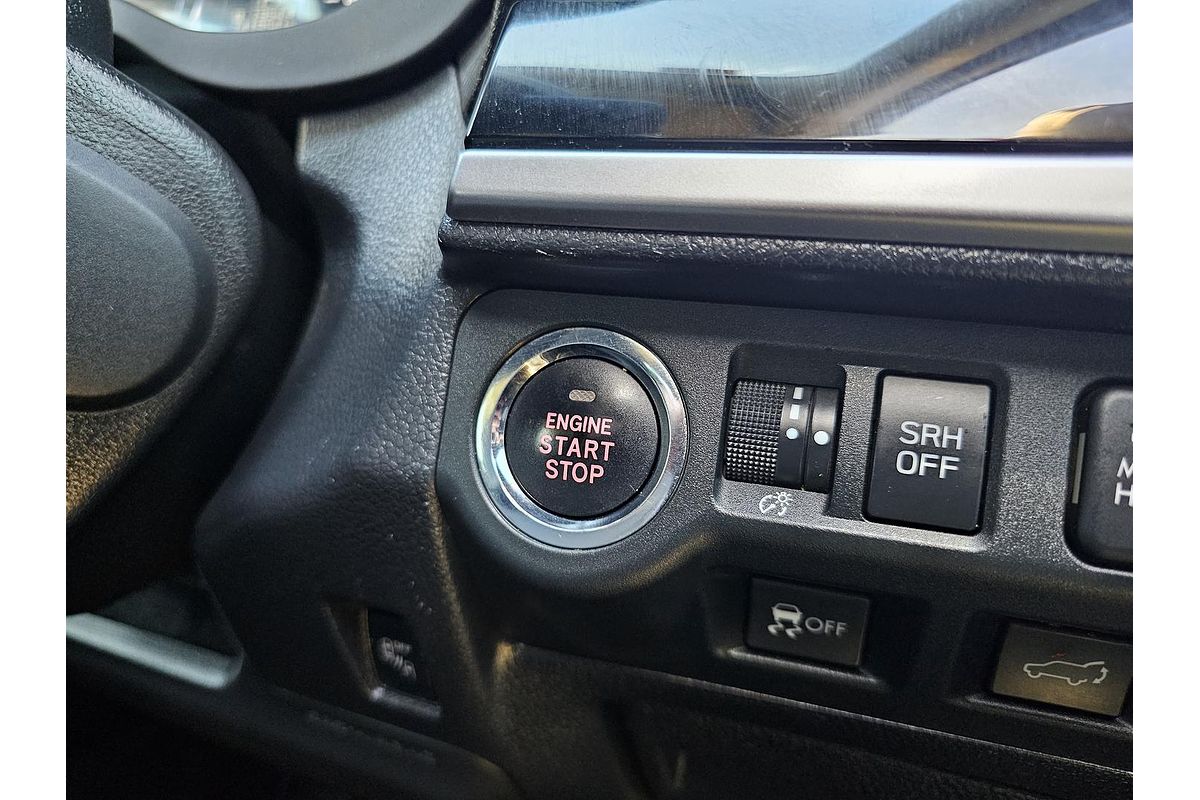 ENGINE
START
STOP
SRH
OFF
OFF